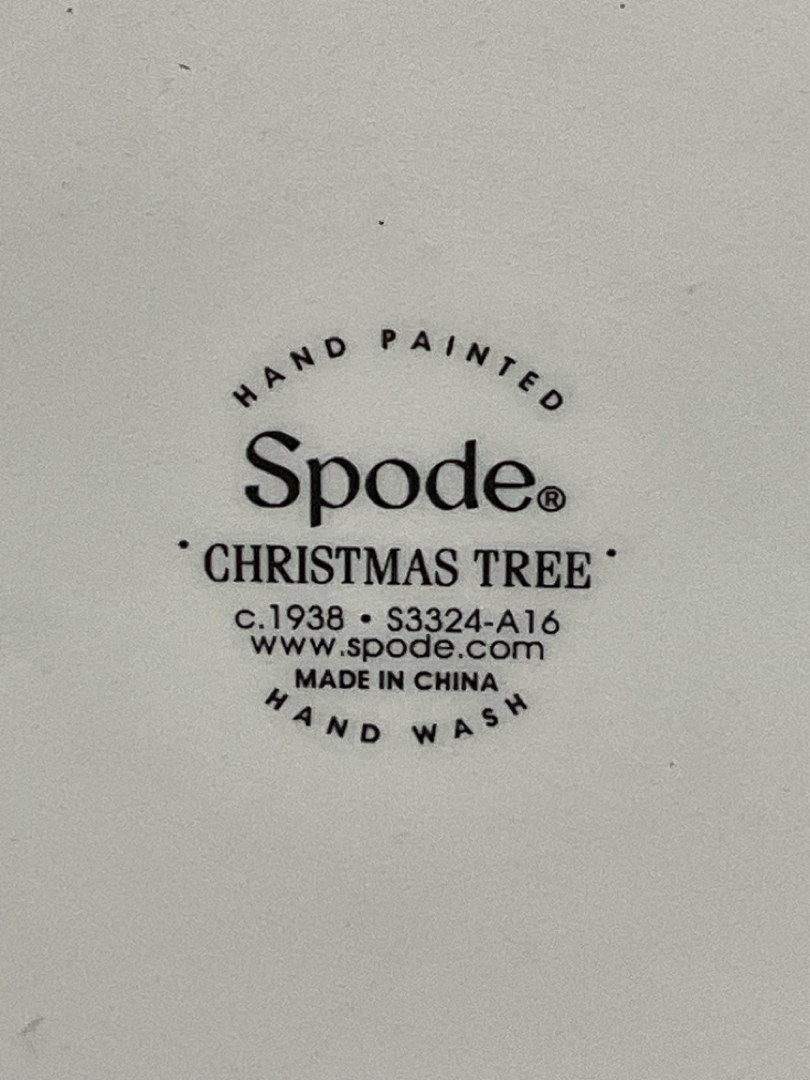 HAND PAINTED
Spode®
· CHRISTMAS TREE ·
c.1938 • S3324-A16
www.spode.com
MADE IN CHINA
HAND WASH